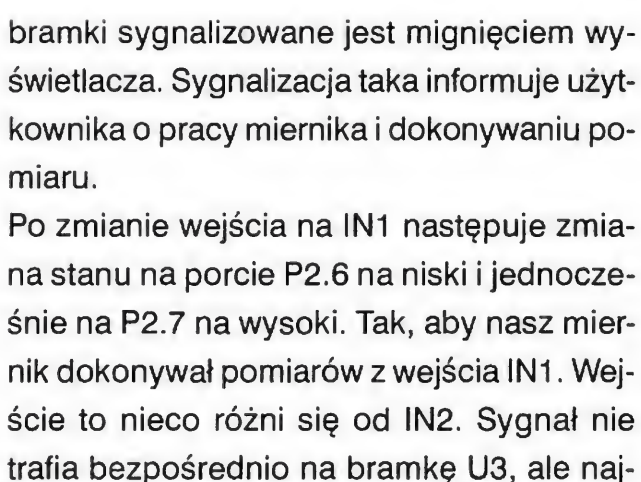 bramki sygnalizowane jest mignięciem wy-
świetlacza. Sygnalizacja taka informuje użyt-
kownika o pracy miernika i dokonywaniu po-
miaru.
Po zmianie wejścia na IN1 następuje zmia-
na stanu na porcie P2.6 na niski i jednocze-
śnie na P2.7 na wysoki. Tak, aby nasz mier-
nik dokonywał pomiarów z wejścia IN1. Wej-
ście to nieco różni się od IN2. Sygnał nie
trafia bezpośrednio na bramkę U3, ale naj-